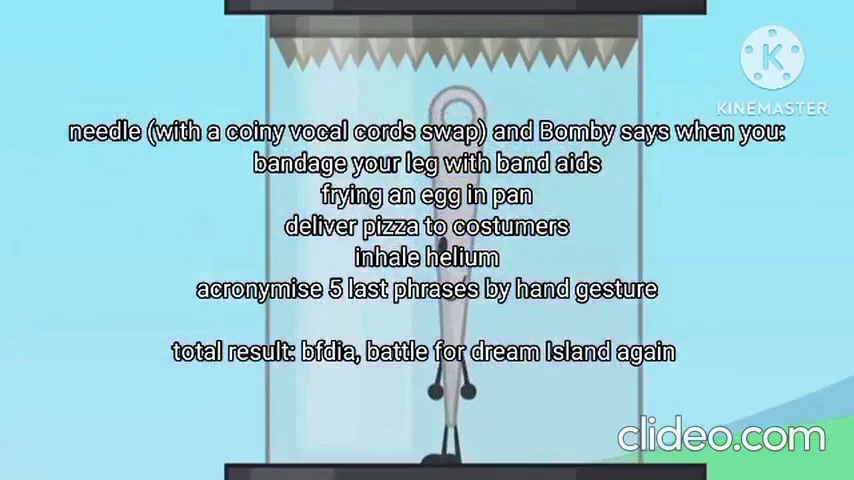 K
KINEMASTER
needle (with a coiny vocal cords swap) and Bomby says when you:
bandage your leg with band aids
frying an egg in pan
deliver pizza to costumers
inhale helium
acronymise 5 last phrases by hand gesture
total result: bfdia, battle for dream Island again
clideo.com